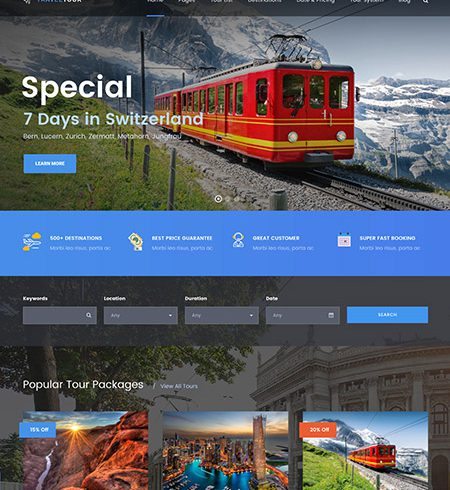 TRAVELTOUR
Home Pages Tour List Destinations Date & Pricing Tour System Blog
Special
7 Days in Switzerland
Bern, Lucern, Zurich, Zermatt, Matahorn, Jungfrau
LEARN MORE
500+ DESTINATIONS
Morbi leo risus, porta ac
BEST PRICE GUARANTEE
Morbi leo risus, porta ac
GREAT CUSTOMER
Morbi leo risus, porta ac
SUPER FAST BOOKING
Morbi leo risus, porta ac
Keywords Location Duration Date
Any Any Any SEARCH
Popular Tour Packages / View All Tours
15% Off
20% Off